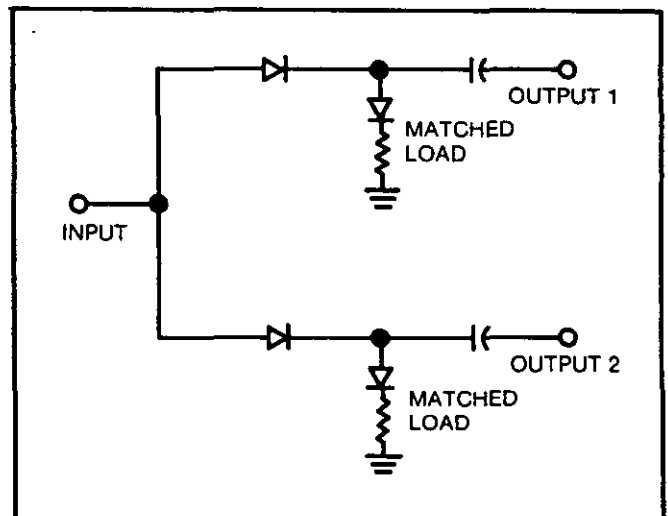 OUTPUT 1
MATCHED
LOAD
INPUT
OUTPUT 2
MATCHED
LOAD